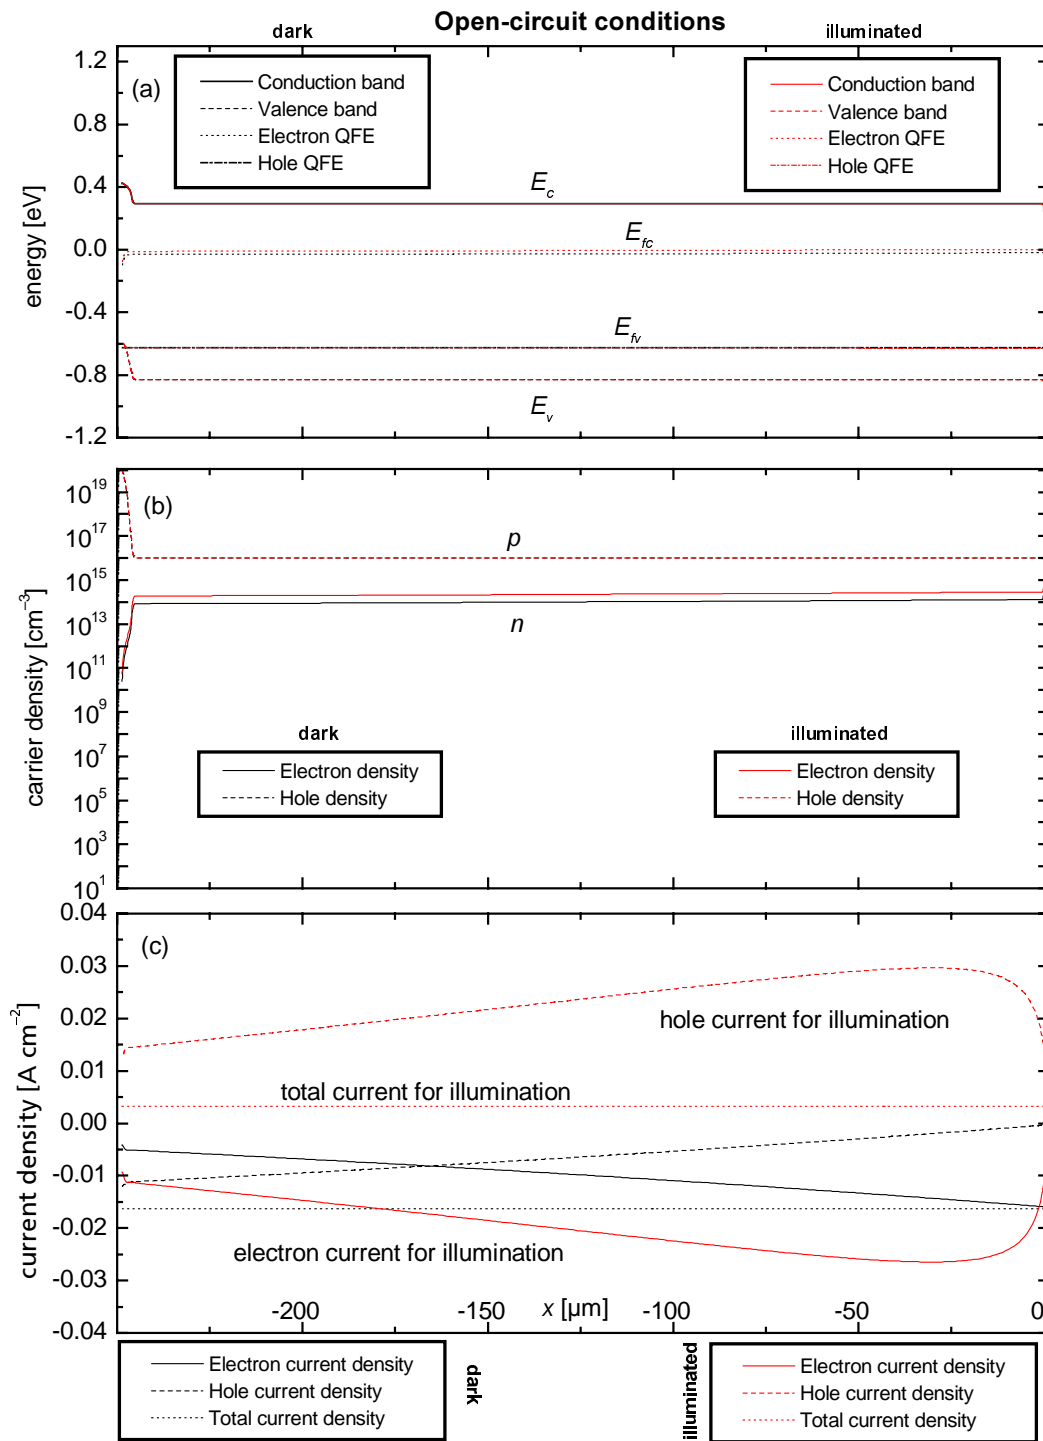 Open-circuit conditions
dark
illuminated
1.2
0.8
0.4
0.0
-0.4
-0.8
-1.2
energy [eV]
(a)
Conduction band
Valence band
Electron QFE
Hole QFE
Conduction band
Valence band
Electron QFE
Hole QFE
E_c
E_fc
E_fv
E_v
10^19
10^17
10^15
10^13
10^11
10^9
10^7
10^5
10^3
10^1
carrier density [cm^−3]
(b)
p
n
dark
illuminated
Electron density
Hole density
Electron density
Hole density
0.04
0.03
0.02
0.01
0.00
-0.01
-0.02
-0.03
-0.04
current density [A cm^−2]
(c)
hole current for illumination
total current for illumination
electron current for illumination
-200
-150
x [µm]
-100
-50
0
Electron current density
Hole current density
Total current density
dark
illuminated
Electron current density
Hole current density
Total current density